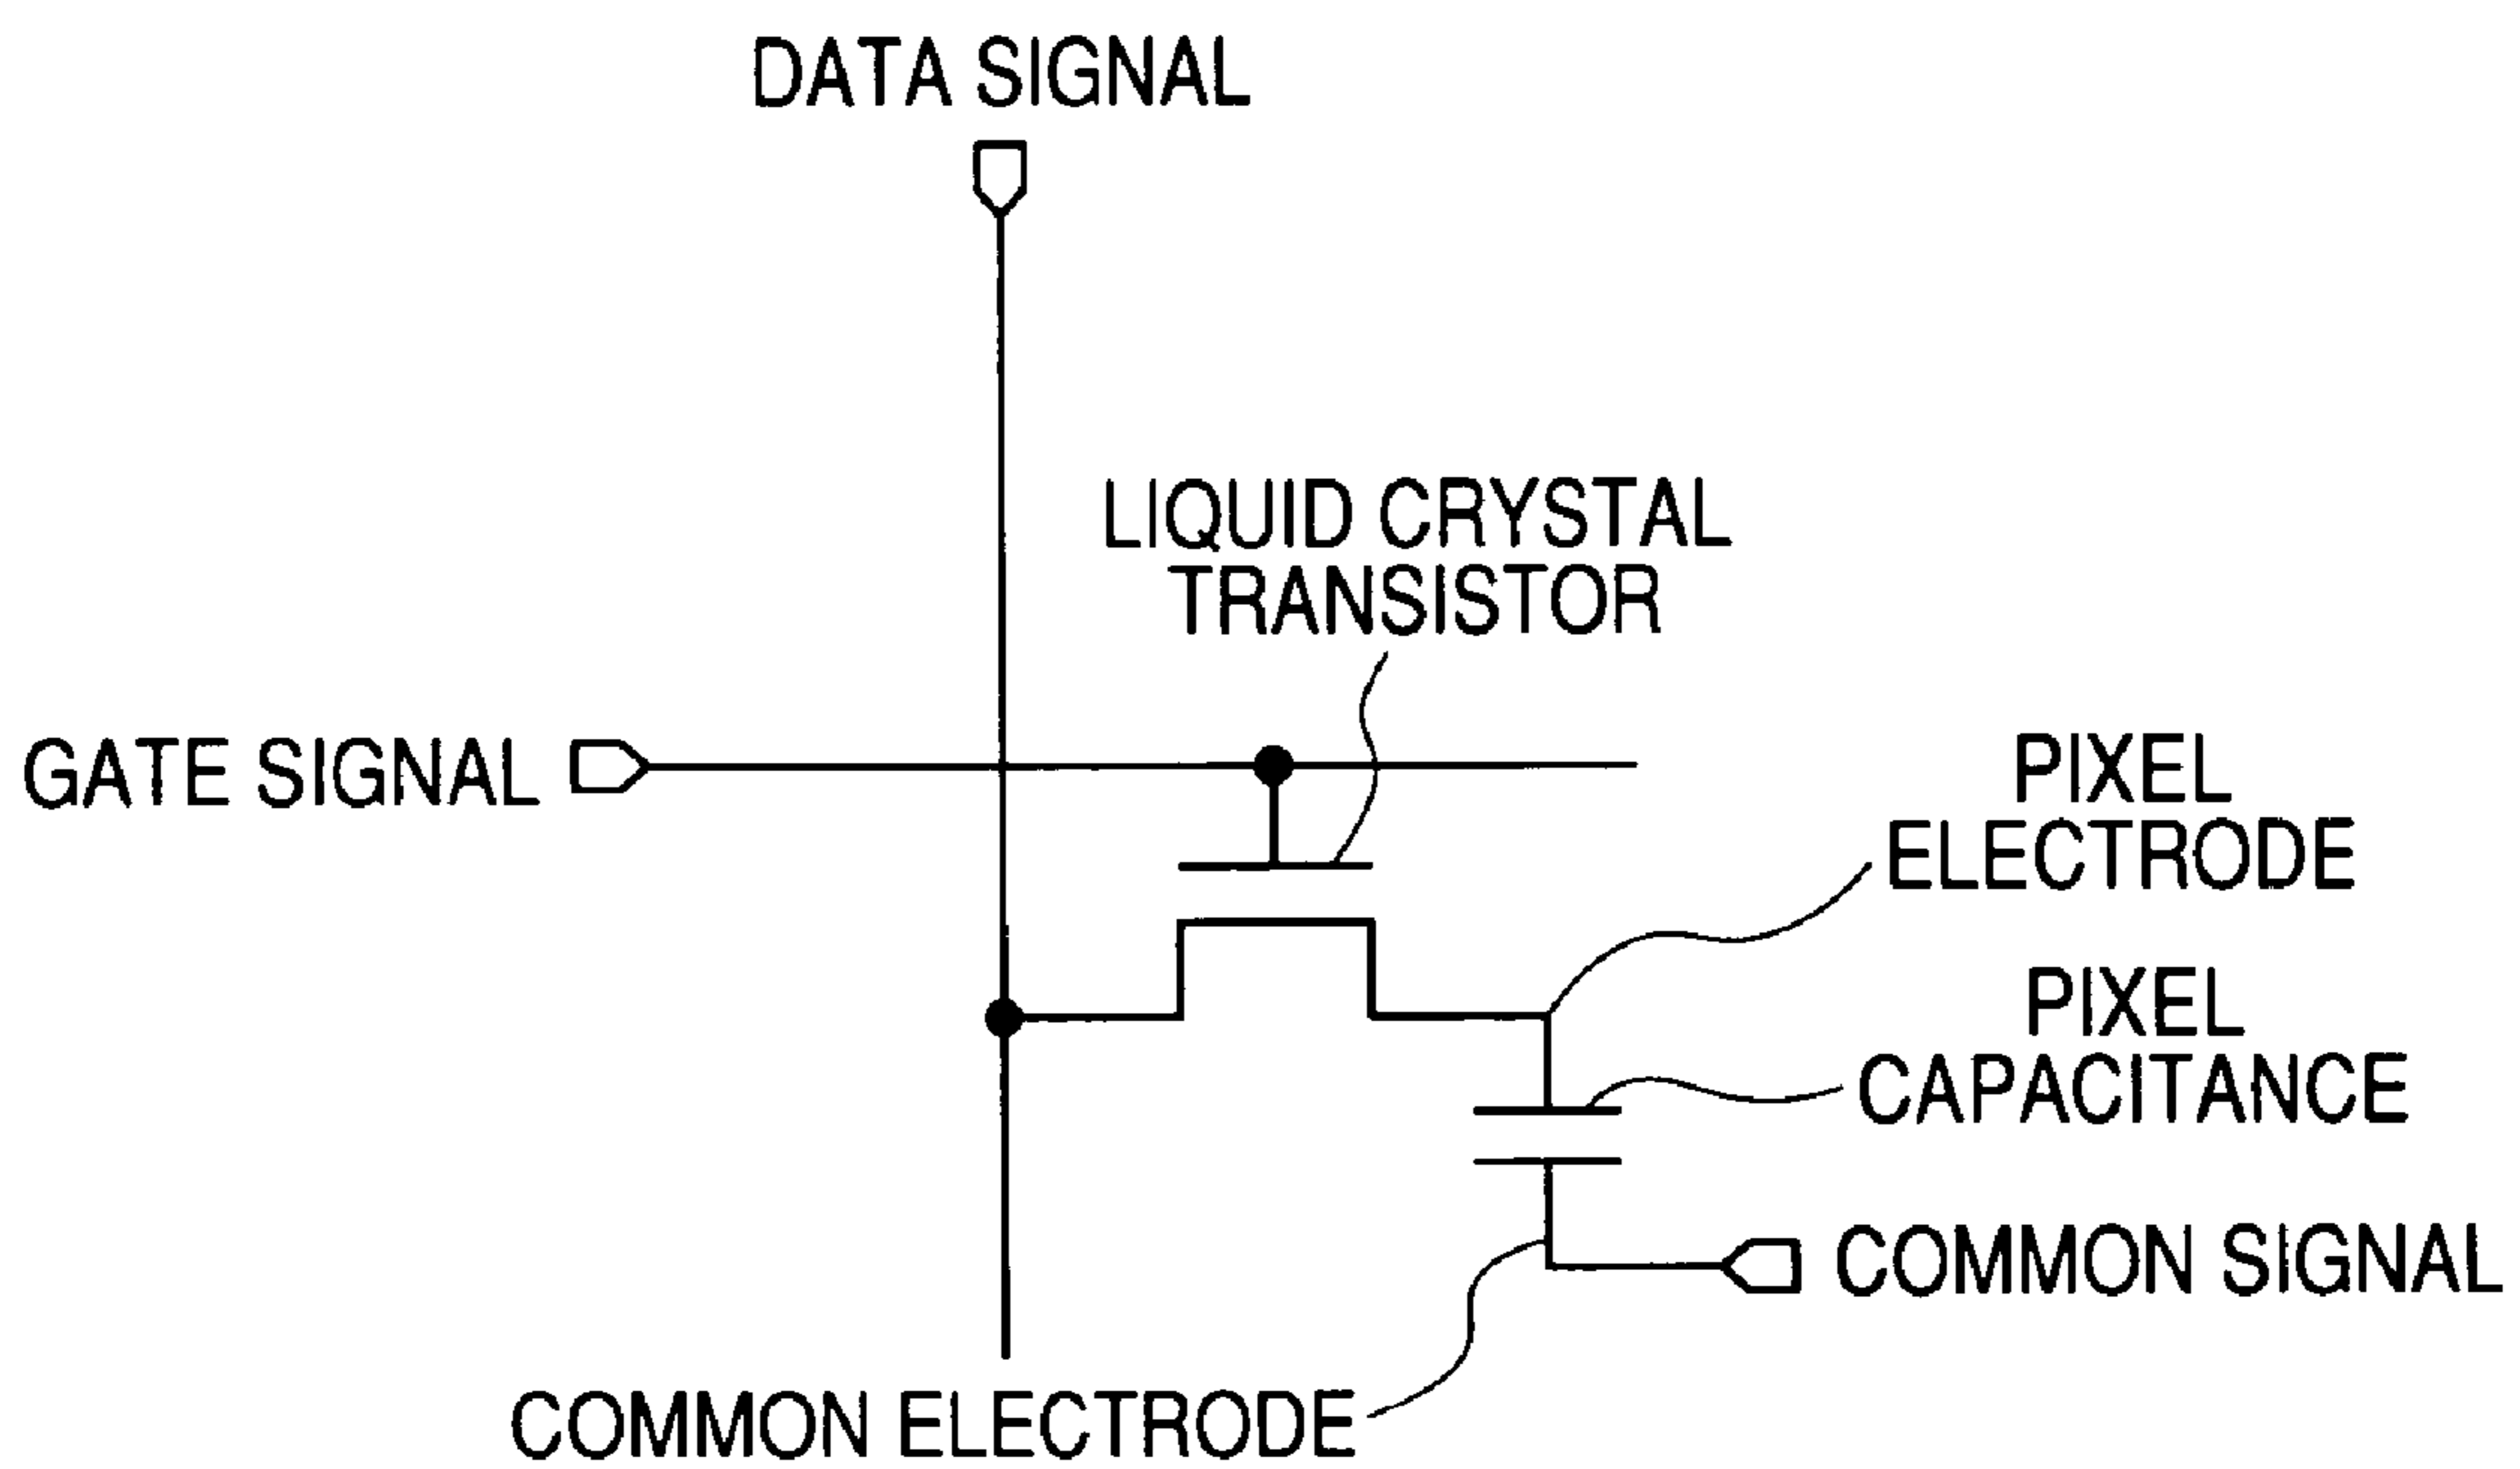 DATA SIGNAL
LIQUID CRYSTAL
TRANSISTOR
GATE SIGNAL
PIXEL
ELECTRODE
PIXEL
CAPACITANCE
COMMON SIGNAL
COMMON ELECTRODE